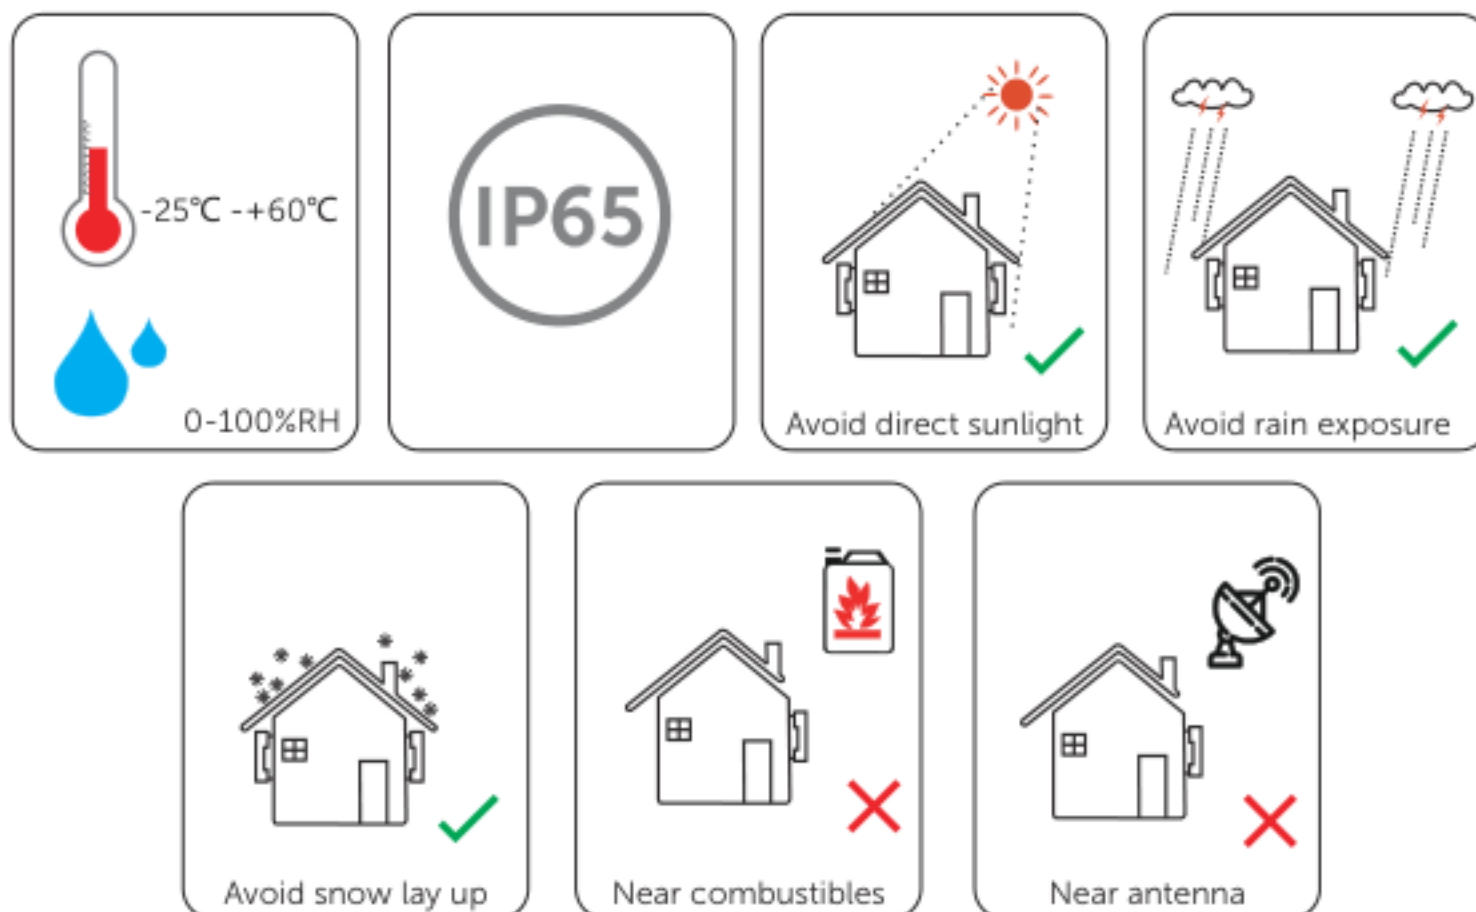 -25℃ -+60℃
0-100%RH
IP65
Avoid direct sunlight
Avoid rain exposure
Avoid snow lay up
Near combustibles
Near antenna